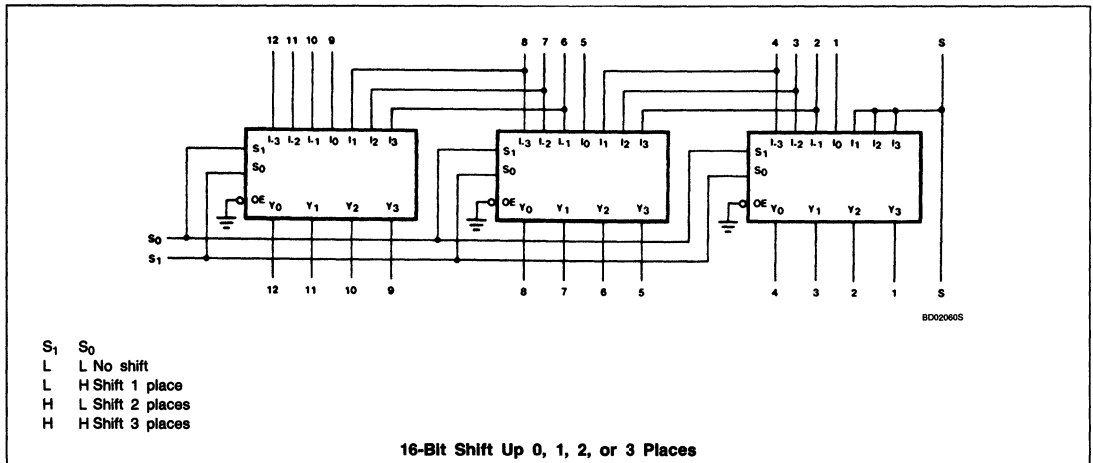 12 11 10 9 8 7 6 5 4 3 2 1 S
I-3 I-2 I-1 I0 I1 I2 I3 I-3 I-2 I-1 I0 I1 I2 I3 I-3 I-2 I-1 I0 I1 I2 I3
S1 S1 S1
S0 S0 S0
OE Y0 Y1 Y2 Y3 OE Y0 Y1 Y2 Y3 OE Y0 Y1 Y2 Y3
S0
S1
12 11 10 9 8 7 6 5 4 3 2 1 S
BD02060S
S1 S0
L L No shift
L H Shift 1 place
H L Shift 2 places
H H Shift 3 places
16-Bit Shift Up 0, 1, 2, or 3 Places